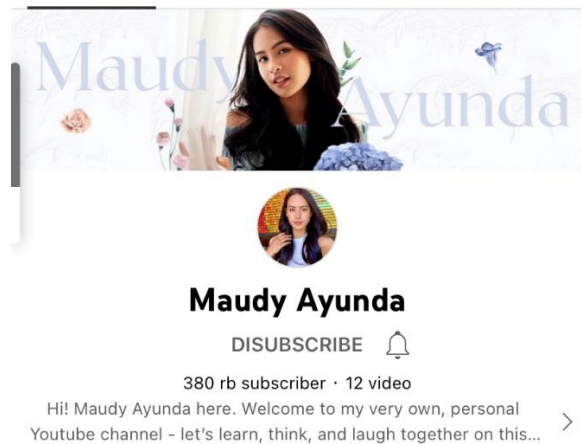 Maudy
Ayunda
Maudy Ayunda
DISUBSCRIBE
380 rb subscriber · 12 video
Hi! Maudy Ayunda here. Welcome to my very own, personal
Youtube channel - let's learn, think, and laugh together on this...